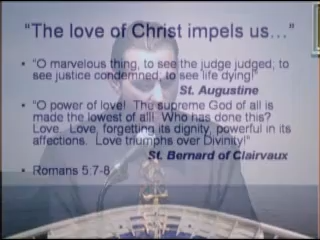 “The love of Christ impels us…”
• “O marvelous thing, to see the judge judged; to
see justice condemned; to see life dying!”
St. Augustine
• “O power of love! The supreme God of all is
made the lowest of all! Who has done this?
Love. Love, forgetting its dignity, powerful in its
affections. Love triumphs over Divinity!”
St. Bernard of Clairvaux
• Romans 5:7-8